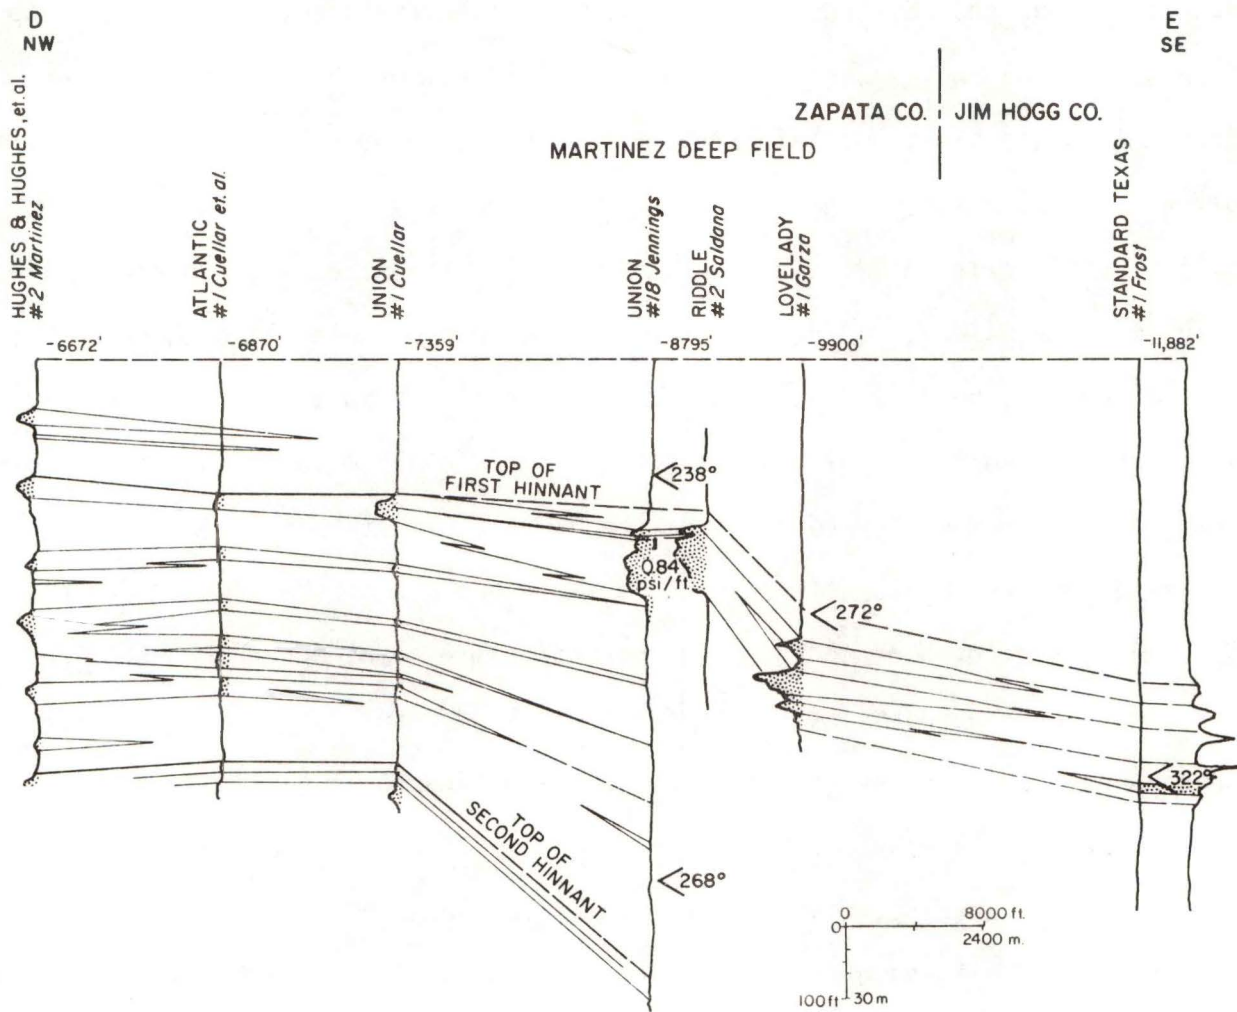 D
NW
E
SE
ZAPATA CO.
JIM HOGG CO.
MARTINEZ DEEP FIELD
HUGHES & HUGHES, et. al.
#2 Martinez
ATLANTIC
#1 Cuellar et. al.
UNION
#1 Cuellar
UNION
#18 Jennings
RIDDLE
#2 Saldana
LOVELADY
#1 Garza
STANDARD TEXAS
#1 Frost
-6672'
-6870'
-7359'
-8795'
-9900'
-11,882'
TOP OF
FIRST HINNANT
238°
0.84
psi/ft.
272°
322°
TOP OF
SECOND HINNANT
268°
0
8000 ft.
0
2400 m.
100 ft
30 m